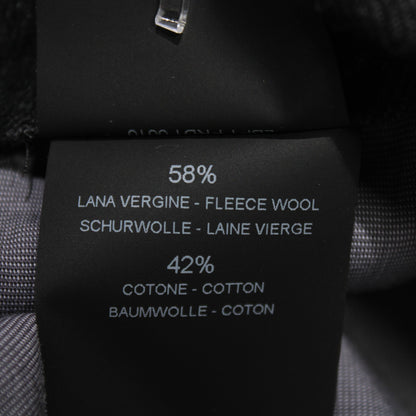 58%
LANA VERGINE - FLEECE WOOL
SCHURWOLLE - LAINE VIERGE
42%
COTONE - COTTON
BAUMWOLLE - COTON